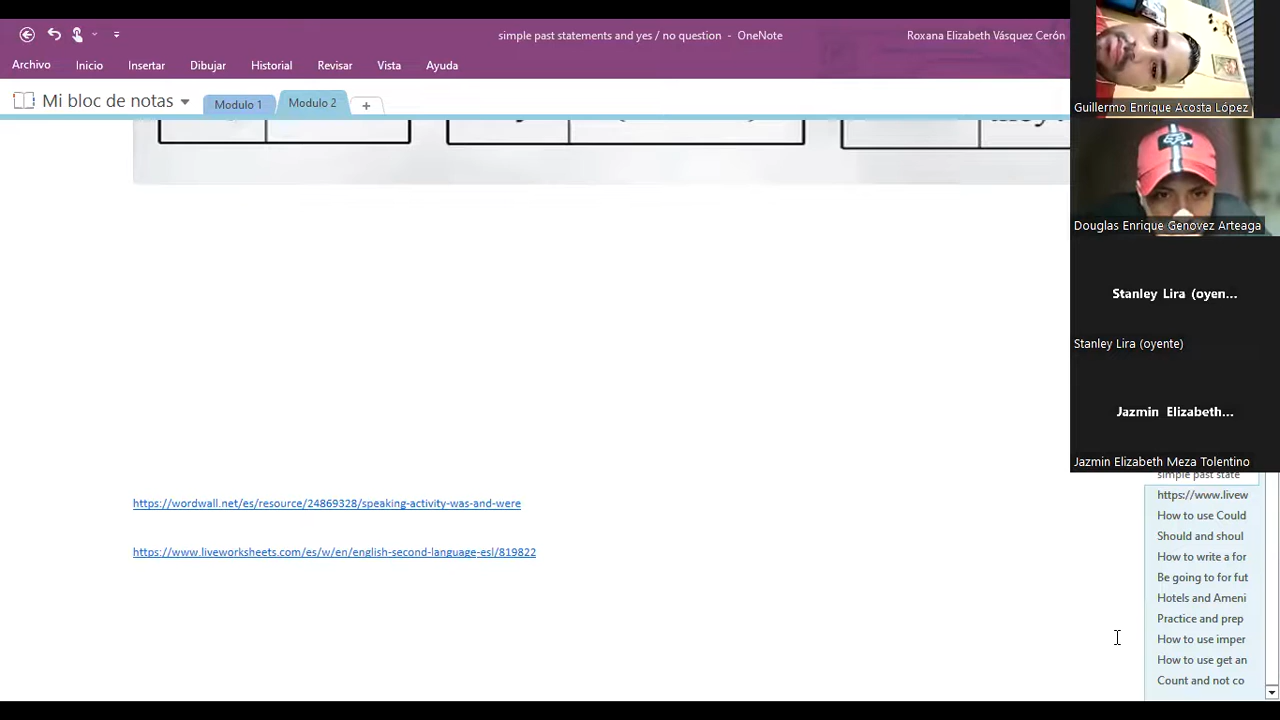 simple past statements and yes / no question - OneNote
Roxana Elizabeth Vásquez Cerón
Archivo Inicio Insertar Dibujar Historial Revisar Vista Ayuda
Mi bloc de notas Modulo 1 Modulo 2 +
https://wordwall.net/es/resource/24869328/speaking-activity-was-and-were
https://www.liveworksheets.com/es/w/en/english-second-language-esl/819822
Guillermo Enrique Acosta López
Douglas Enrique Genovez Arteaga
Stanley Lira (oyen...
Stanley Lira (oyente)
Jazmin Elizabeth...
Jazmin Elizabeth Meza Tolentino
simple past state
https://www.livew
How to use Could
Should and shoul
How to write a for
Be going to for fut
Hotels and Ameni
Practice and prep
How to use imper
How to use get an
Count and not co